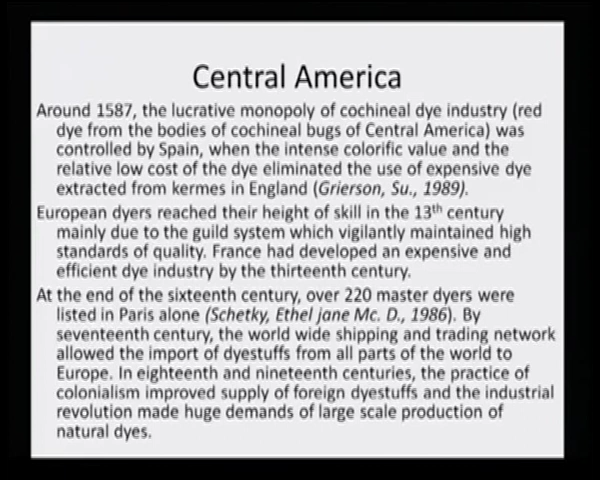 Central America
Around 1587, the lucrative monopoly of cochineal dye industry (red
dye from the bodies of cochineal bugs of Central America) was
controlled by Spain, when the intense colorific value and the
relative low cost of the dye eliminated the use of expensive dye
extracted from kermes in England (Grierson, Su., 1989).
European dyers reached their height of skill in the 13th century
mainly due to the guild system which vigilantly maintained high
standards of quality. France had developed an expensive and
efficient dye industry by the thirteenth century.
At the end of the sixteenth century, over 220 master dyers were
listed in Paris alone (Schetky, Ethel jane Mc. D., 1986). By
seventeenth century, the world wide shipping and trading network
allowed the import of dyestuffs from all parts of the world to
Europe. In eighteenth and nineteenth centuries, the practice of
colonialism improved supply of foreign dyestuffs and the industrial
revolution made huge demands of large scale production of
natural dyes.